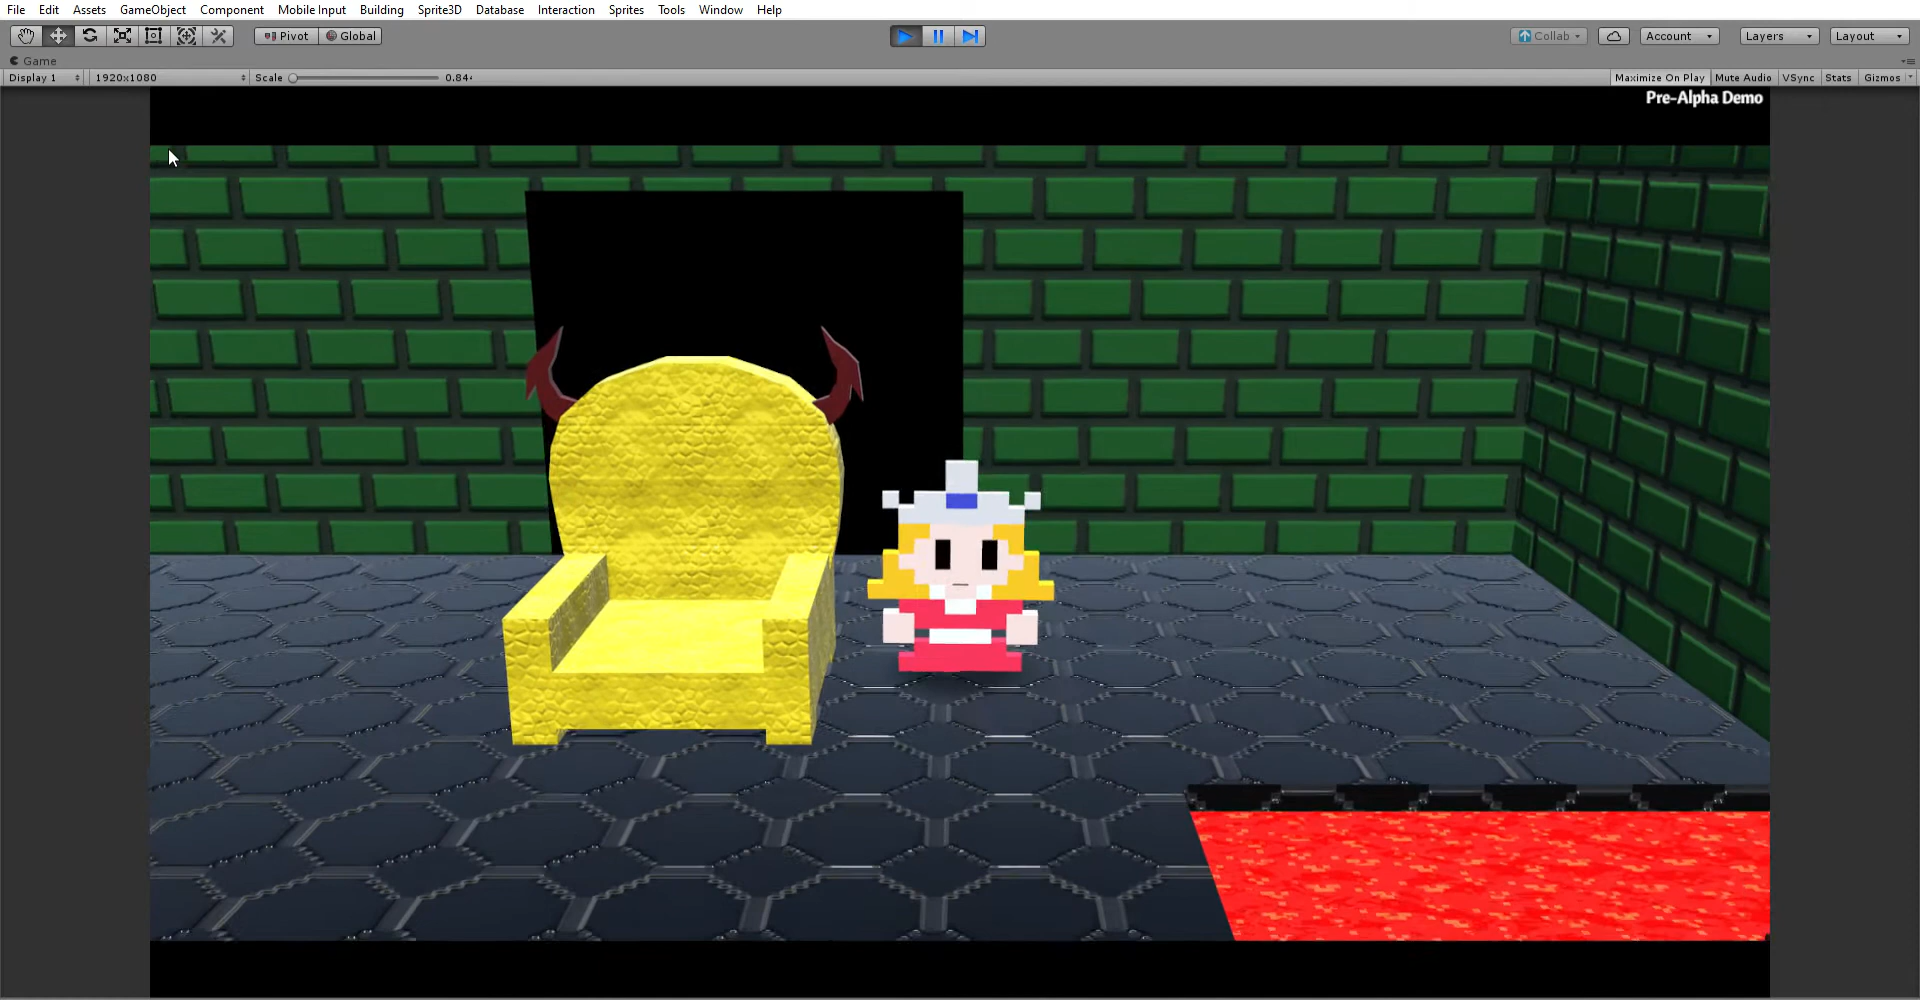 File Edit Assets GameObject Component Mobile Input Building Sprite3D Database Interaction Sprites Tools Window Help
Pivot Global Collab Account Layers Layout
Game
Display 1 1920x1080 Scale 0.84 Maximize On Play Mute Audio VSync Stats Gizmos
Pre-Alpha Demo